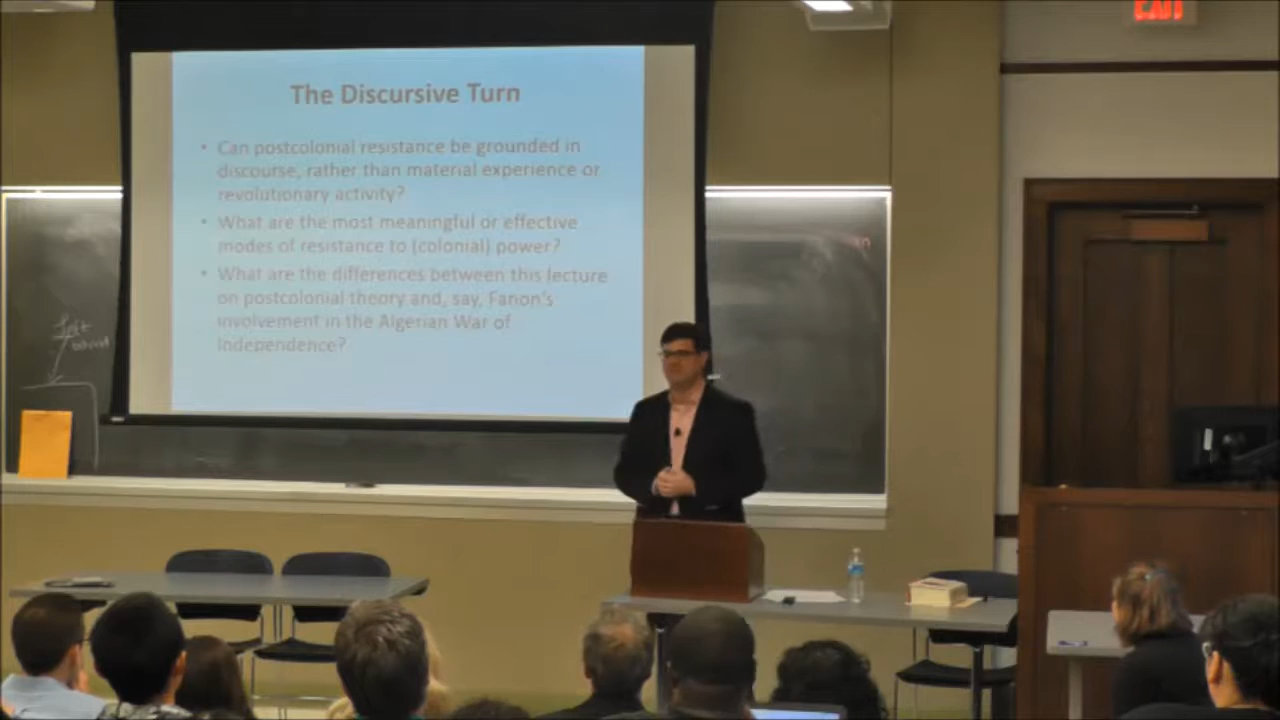 EXIT
The Discursive Turn
• Can postcolonial resistance be grounded in
discourse, rather than material experience or
revolutionary activity?
• What are the most meaningful or effective
modes of resistance to (colonial) power?
• What are the differences between this lecture
on postcolonial theory and, say, Fanon's
involvement in the Algerian War of
Independence?